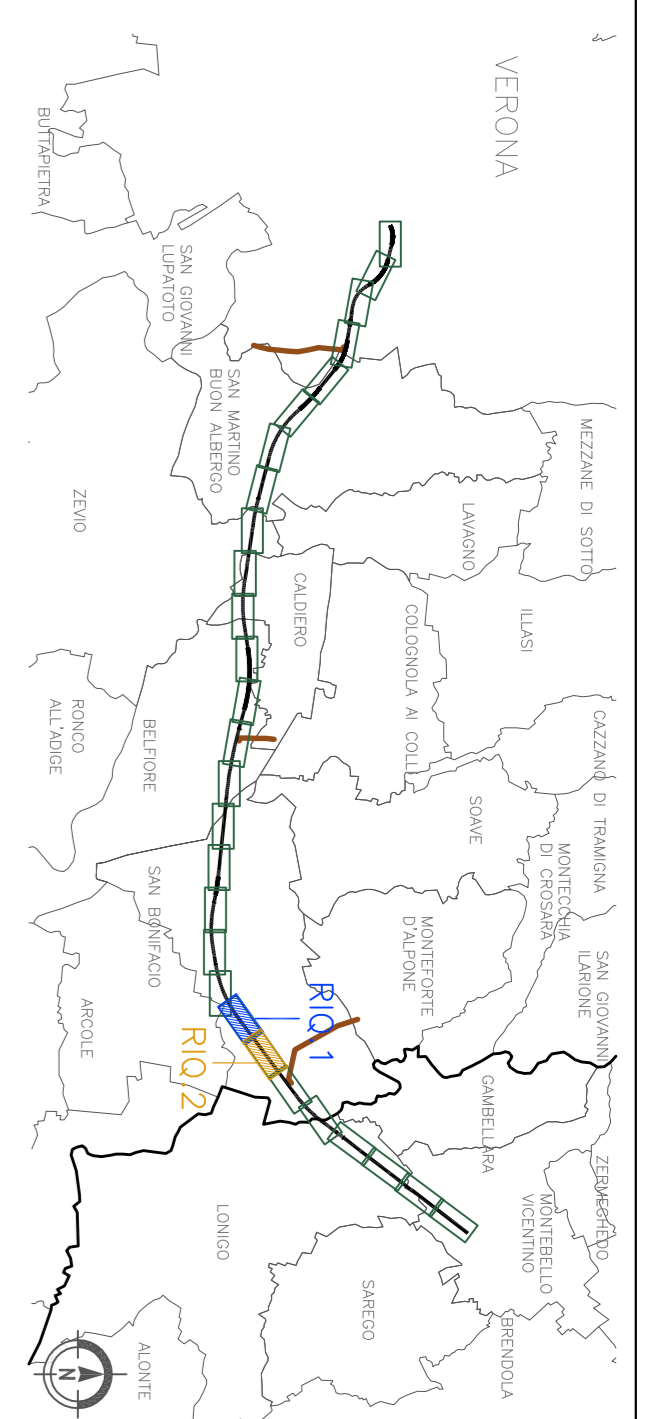 VERONA
BUTTAPIETRA
SAN GIOVANNI
LUPATOTO
SAN MARTINO
BUON ALBERGO
ZEVIO
MEZZANE DI SOTTO
LAVAGNO
ILLASI
CALDIERO
COLOGNOLA AI COLLI
CAZZANO DI TRAMIGNA
RONCO
ALL'ADIGE
BELFIORE
SOAVE
MONTECCHIA
DI CROSARA
SAN GIOVANNI
ILARIONE
SAN BONIFACIO
MONTEFORTE
D'ALPONE
ARCOLE
RIQ.1
RIQ.2
GAMBELLARA
ZERMEGHEDO
MONTEBELLO
VICENTINO
LONIGO
SAREGO
BRENDOLA
ALONTE
N